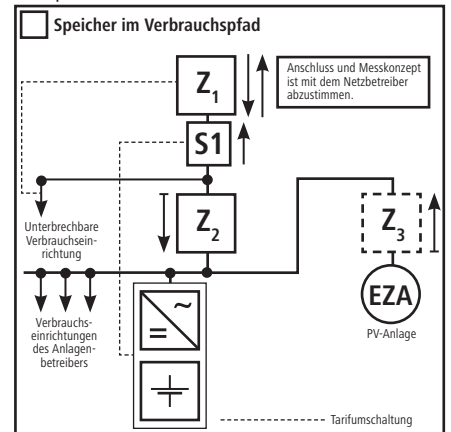 Speicher im Verbrauchspfad
Anschluss und Messkonzept
ist mit dem Netzbetreiber
abzustimmen.
Z1
S1
Unterbrechbare
Verbrauchsein-
richtung
Z2
Z3
EZA
PV-Anlage
Verbrauchs-
einrichtungen
des Anlagen-
betreibers
~
=
Tarifumschaltung